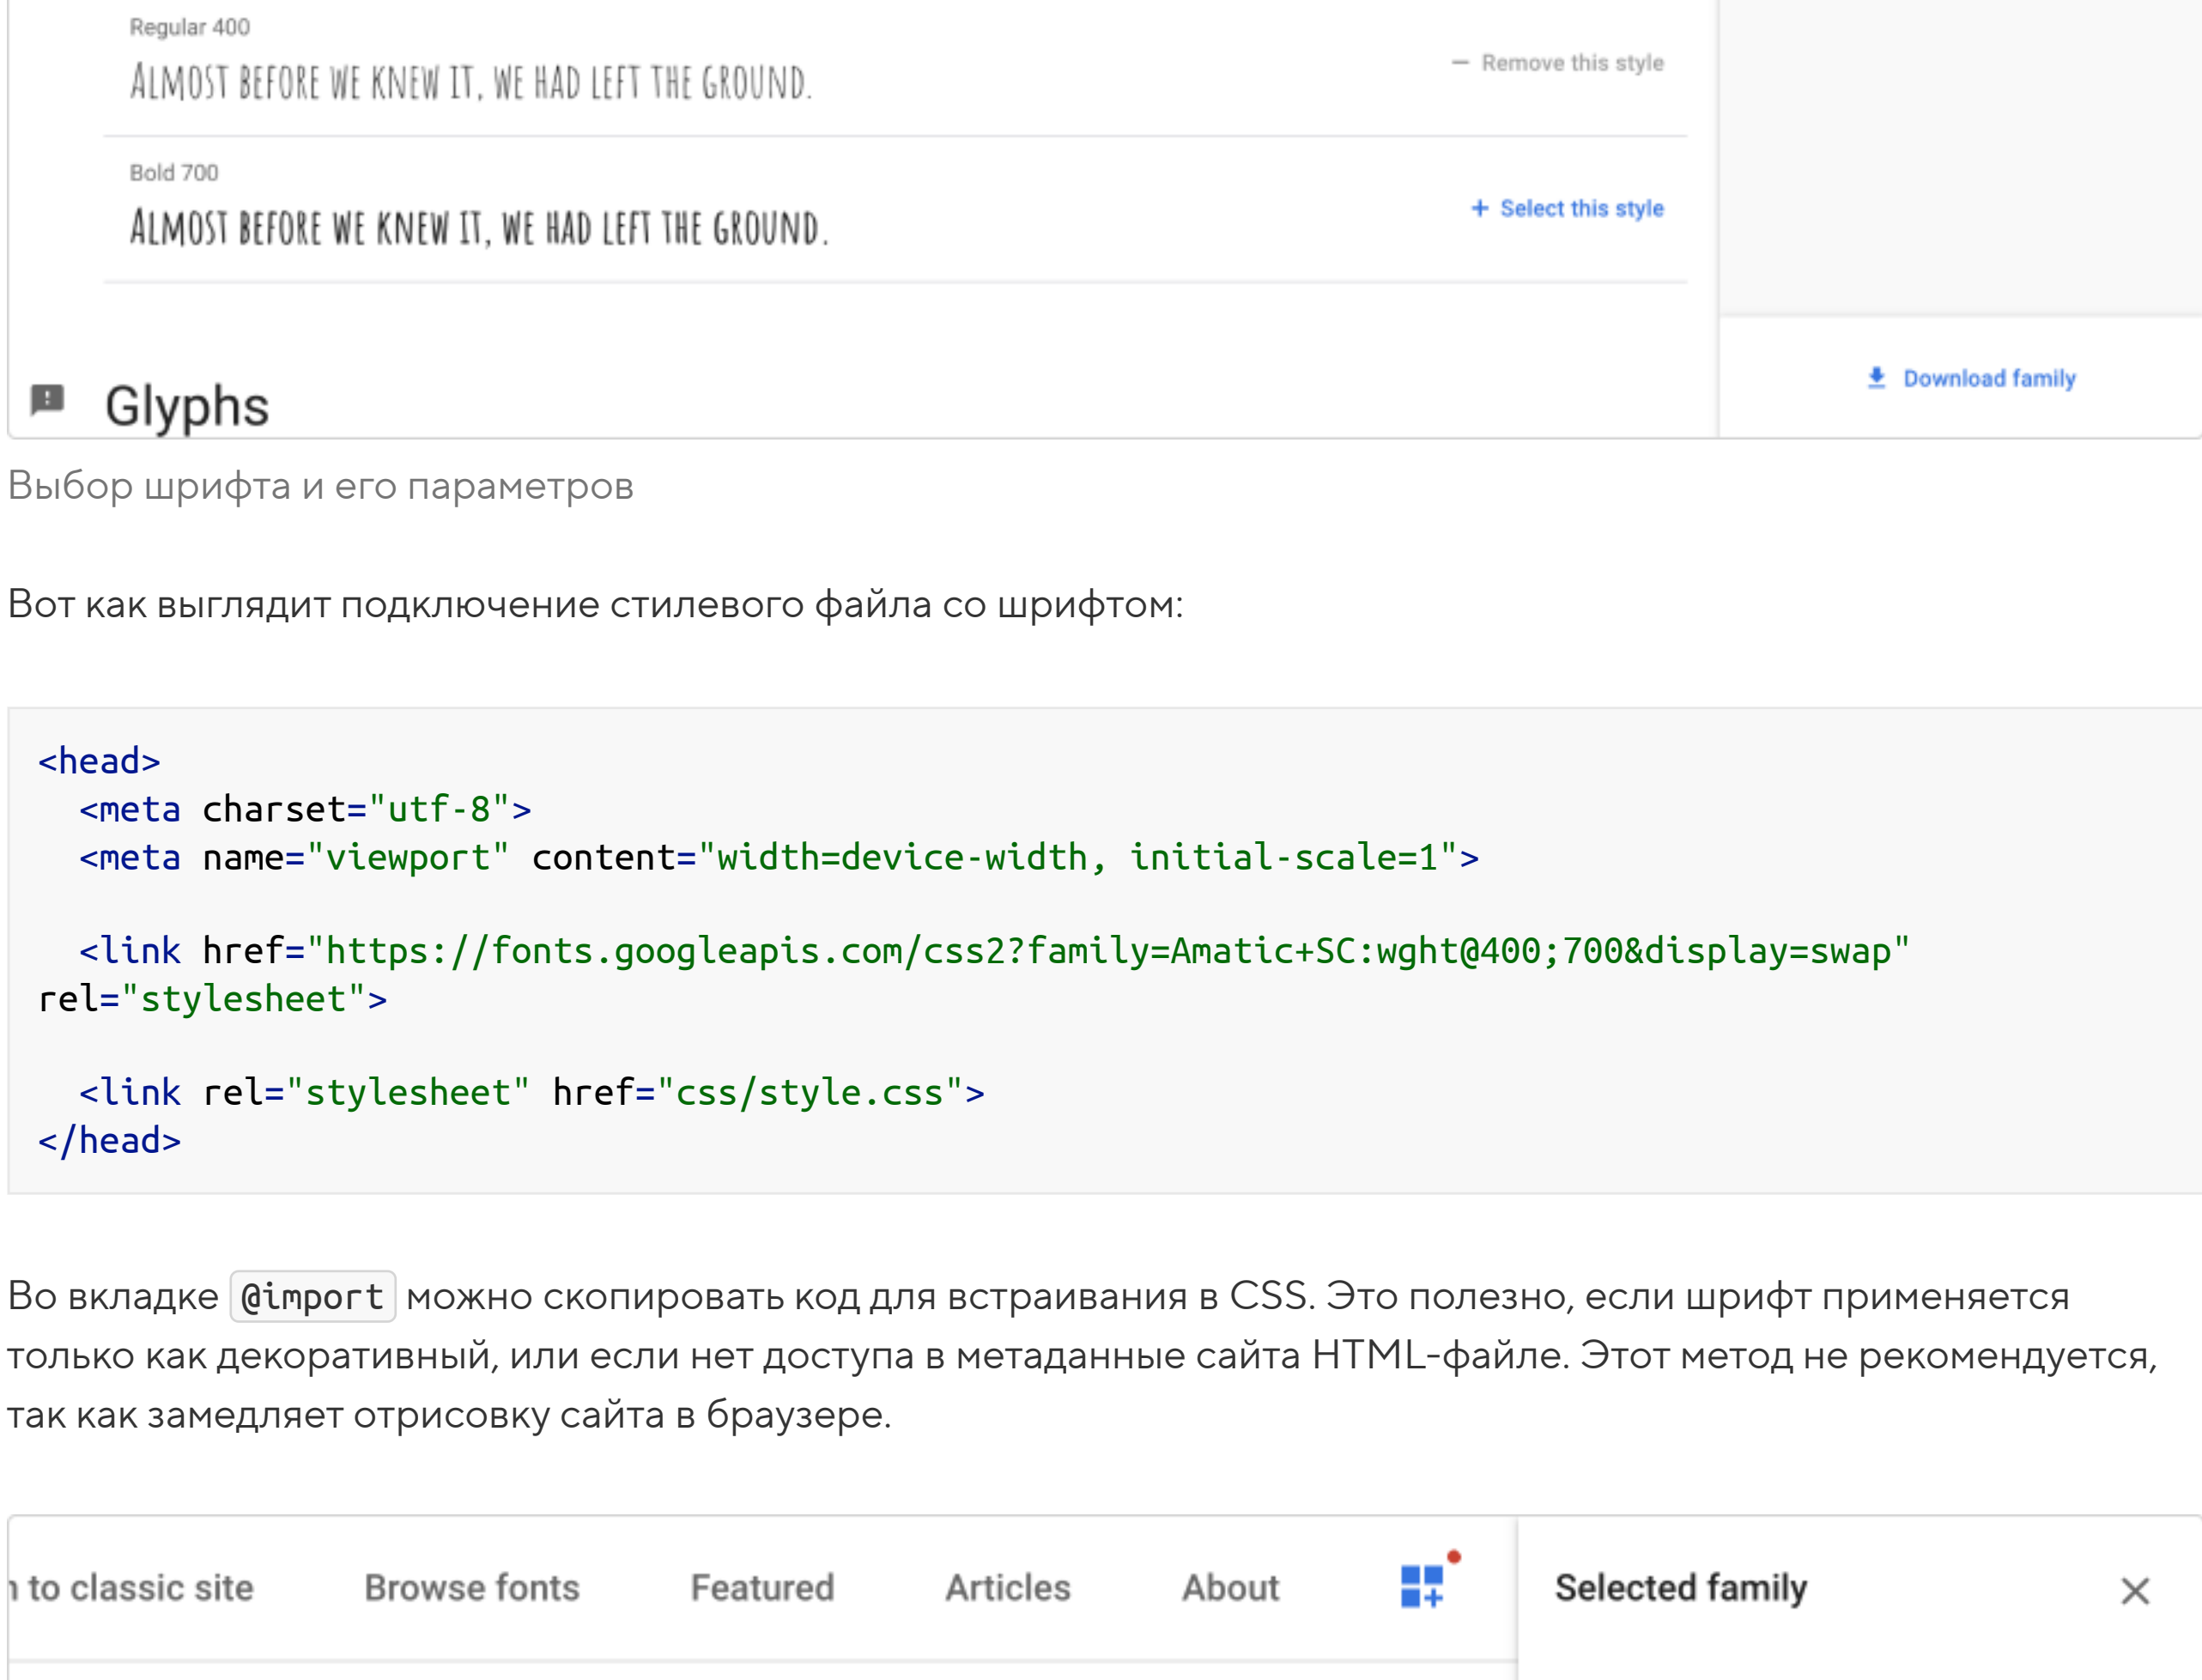 Regular 400
Almost before we knew it, we had left the ground.
— Remove this style
Bold 700
Almost before we knew it, we had left the ground.
+ Select this style
Download family
Glyphs
Выбор шрифта и его параметров
Вот как выглядит подключение стилевого файла со шрифтом:
<head>
  <meta charset="utf-8">
  <meta name="viewport" content="width=device-width, initial-scale=1">
  <link href="https://fonts.googleapis.com/css2?family=Amatic+SC:wght@400;700&display=swap"
rel="stylesheet">
  <link rel="stylesheet" href="css/style.css">
</head>
Во вкладке @import можно скопировать код для встраивания в CSS. Это полезно, если шрифт применяется
только как декоративный, или если нет доступа в метаданные сайта HTML-файле. Этот метод не рекомендуется,
так как замедляет отрисовку сайта в браузере.
to classic site Browse fonts Featured Articles About Selected family